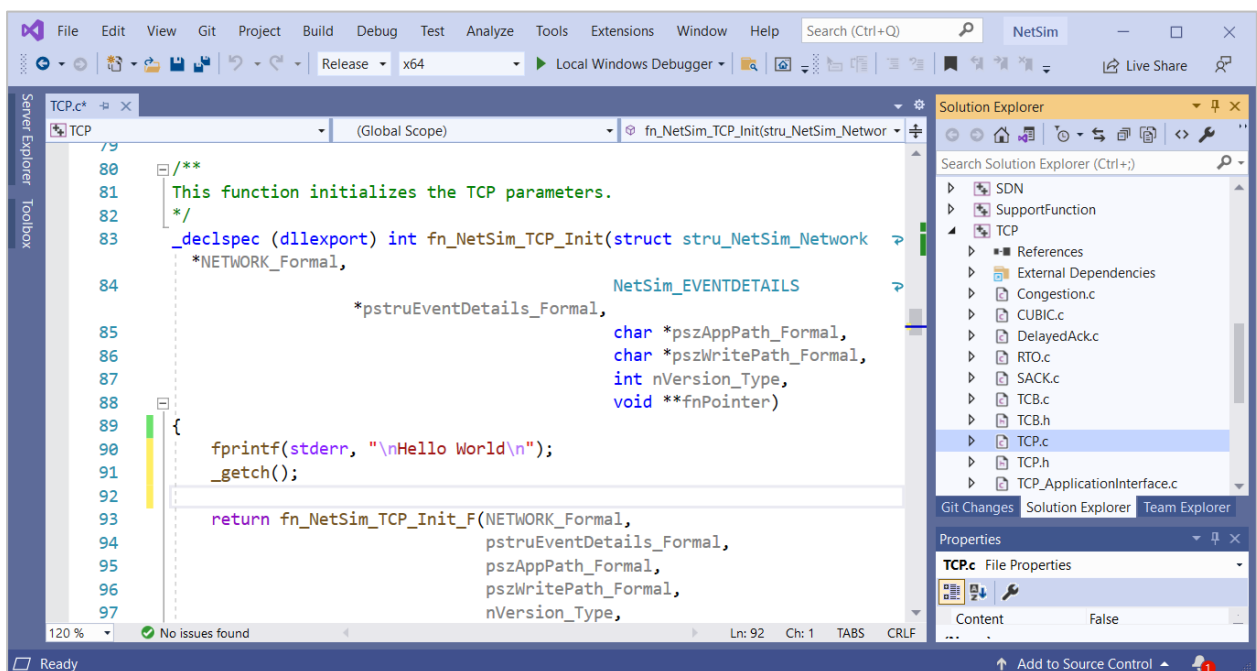 File Edit View Git Project Build Debug Test Analyze Tools Extensions Window Help Search (Ctrl+Q) NetSim
Release x64 Local Windows Debugger Live Share
Server Explorer
Toolbox
TCP.c*
TCP (Global Scope) fn_NetSim_TCP_Init(stru_NetSim_Networ
79
80 /**
81 This function initializes the TCP parameters.
82 */
83 _declspec (dllexport) int fn_NetSim_TCP_Init(struct stru_NetSim_Network
*NETWORK_Formal,
84 NetSim_EVENTDETAILS
*pstruEventDetails_Formal,
85 char *pszAppPath_Formal,
86 char *pszWritePath_Formal,
87 int nVersion_Type,
88 void **fnPointer)
89 {
90 fprintf(stderr, "\nHello World\n");
91 _getch();
92
93 return fn_NetSim_TCP_Init_F(NETWORK_Formal,
94 pstruEventDetails_Formal,
95 pszAppPath_Formal,
96 pszWritePath_Formal,
97 nVersion_Type,
120 % No issues found Ln: 92 Ch: 1 TABS CRLF
Solution Explorer
Search Solution Explorer (Ctrl+;)
SDN
SupportFunction
TCP
References
External Dependencies
Congestion.c
CUBIC.c
DelayedAck.c
RTO.c
SACK.c
TCB.c
TCB.h
TCP.c
TCP.h
TCP_ApplicationInterface.c
Git Changes Solution Explorer Team Explorer
Properties
TCP.c File Properties
Content False
Ready Add to Source Control 1